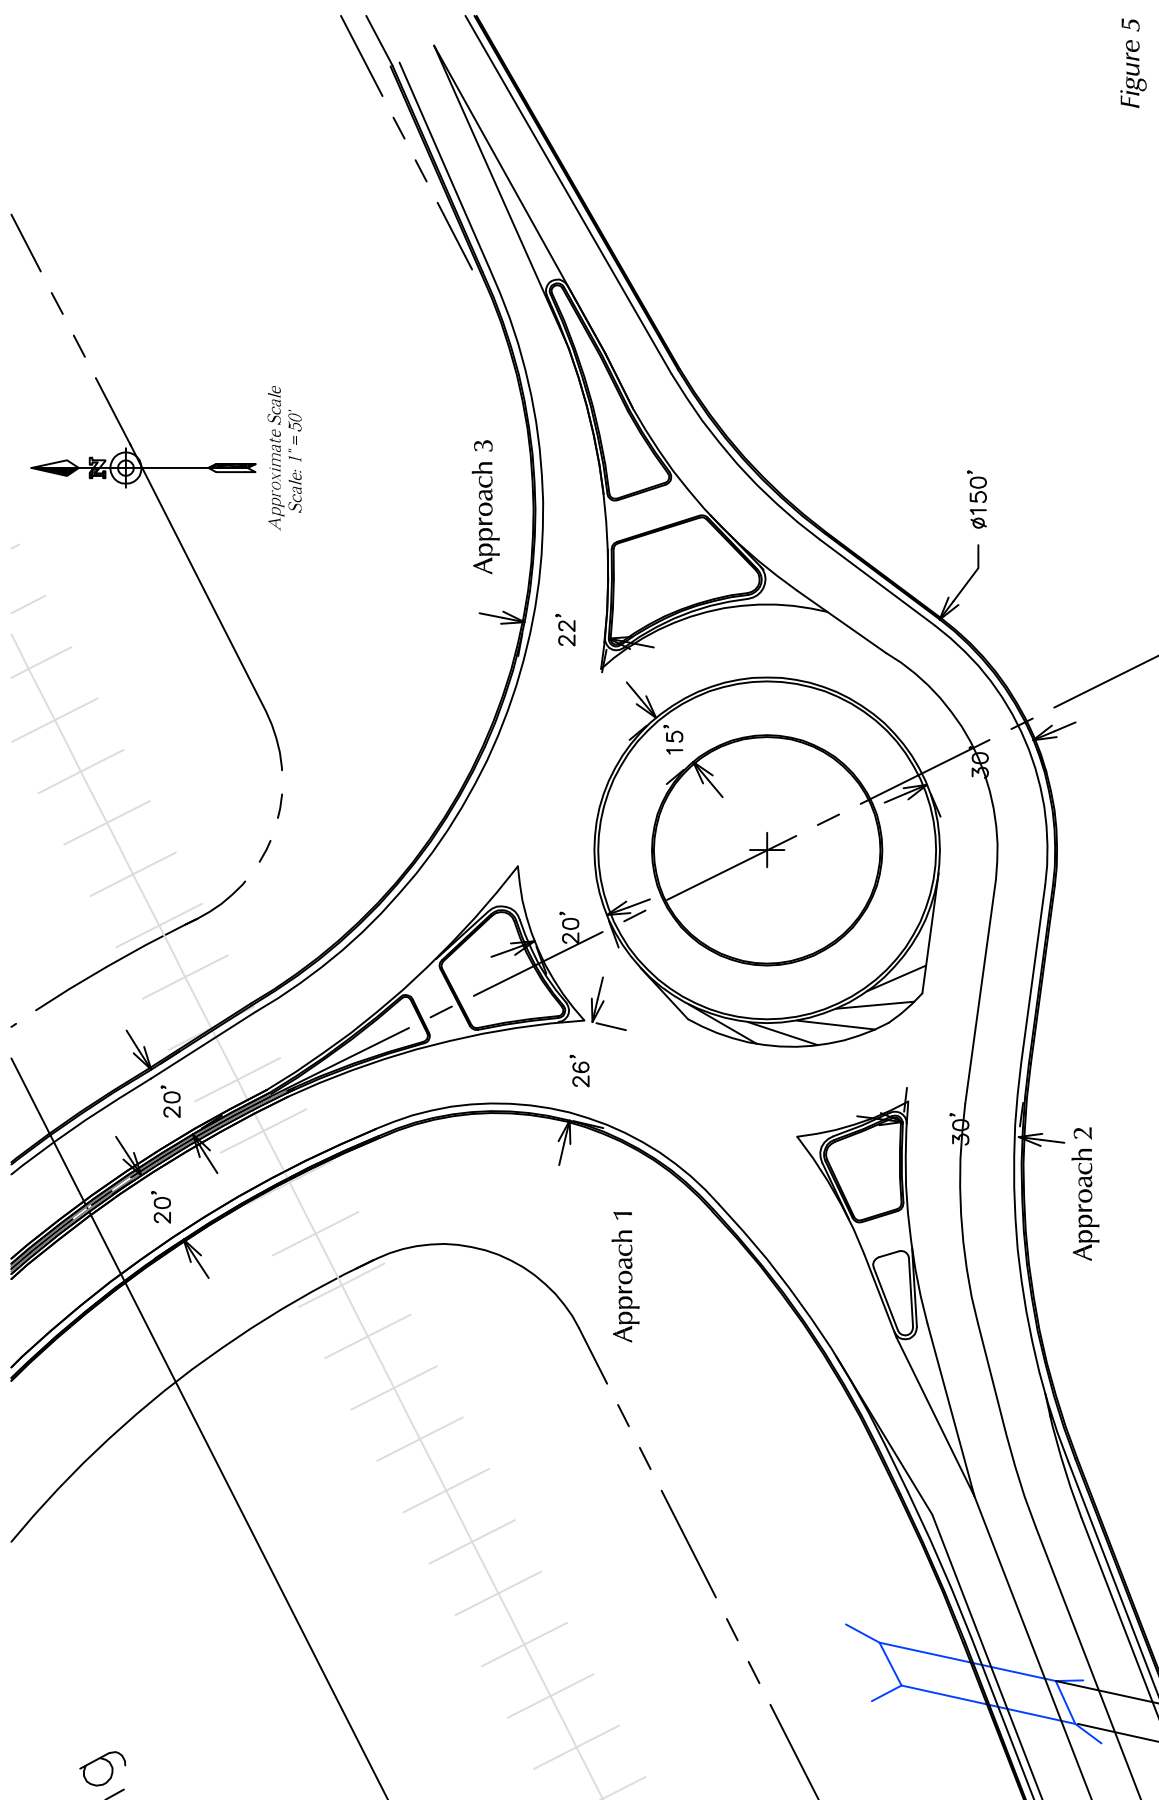 Figure 5
N
Approximate Scale
Scale: 1" = 50'
Approach 3
ø150'
22'
15'
30'
20'
26'
20'
20'
30'
Approach 2
Approach 1
ng